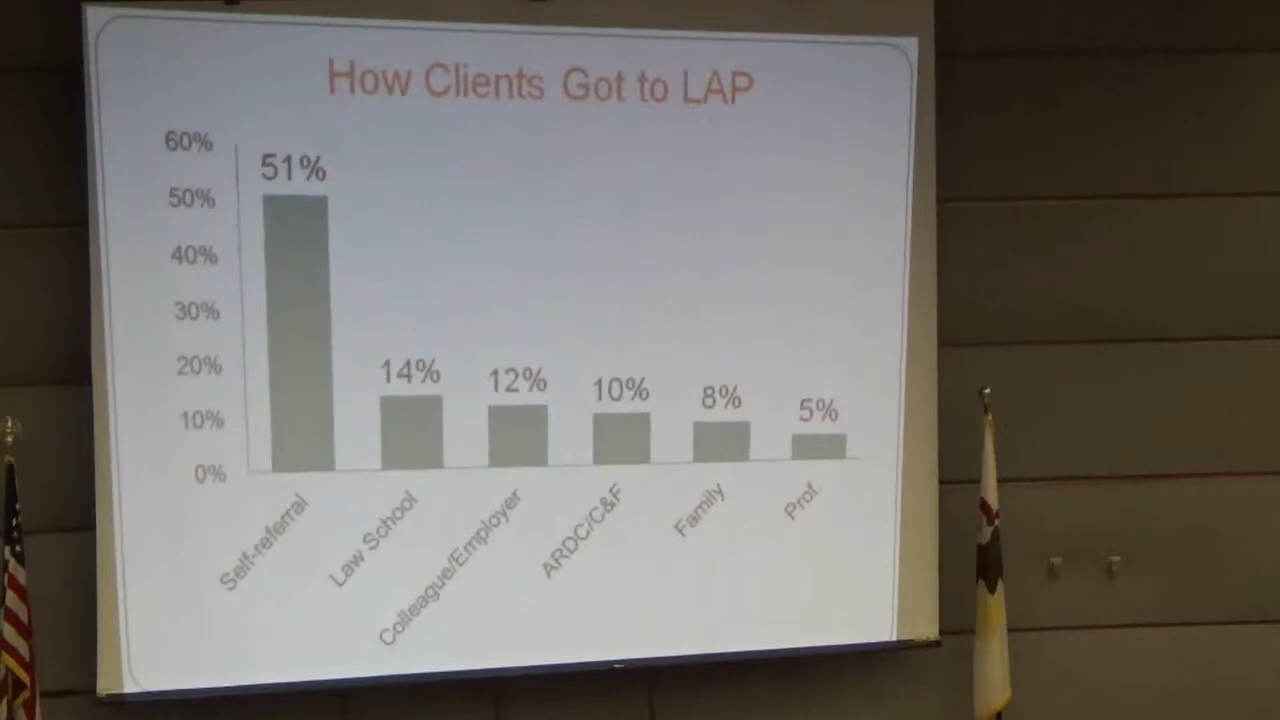 How Clients Got to LAP
60%
50%
40%
30%
20%
10%
0%
51%
14%
12%
10%
8%
5%
Self-referral
Law School
Colleague/Employer
ARDC/C&F
Family
Prof.